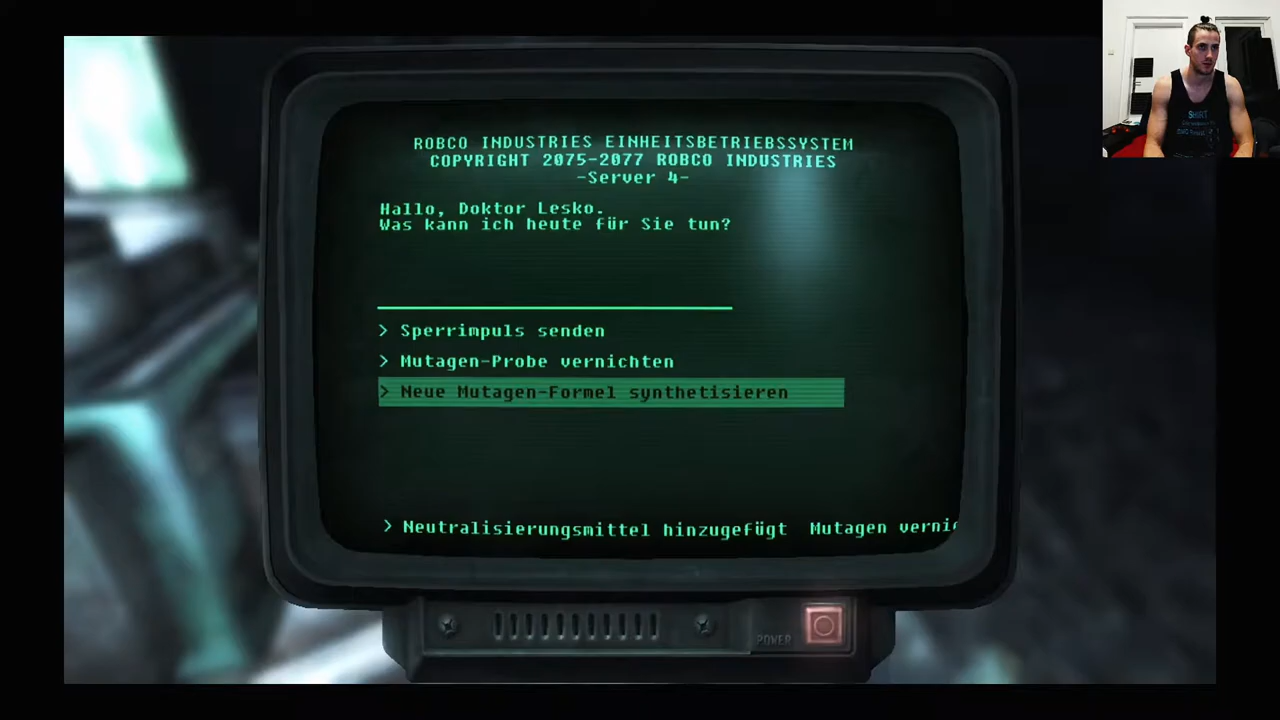 ROBCO INDUSTRIES EINHEITSBETRIEBSSYSTEM
COPYRIGHT 2075-2077 ROBCO INDUSTRIES
-Server 4-
Hallo, Doktor Lesko.
Was kann ich heute für Sie tun?
> Sperrimpuls senden
> Mutagen-Probe vernichten
> Neue Mutagen-Formel synthetisieren
> Neutralisierungsmittel hinzugefügt Mutagen
POWER
SHIRT